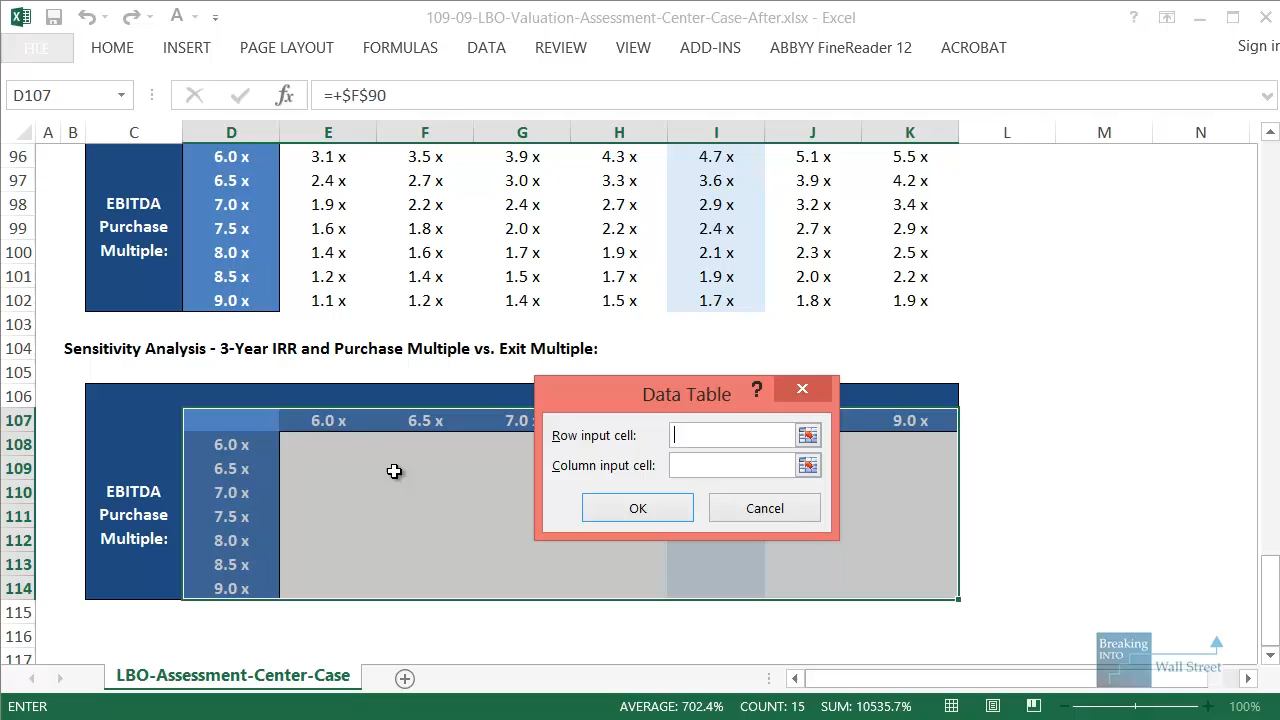 109-09-LBO-Valuation-Assessment-Center-Case-After.xlsx - Excel
FILE HOME INSERT PAGE LAYOUT FORMULAS DATA REVIEW VIEW ADD-INS ABBYY FineReader 12 ACROBAT Sign in
D107 fx =+$F$90
A B C D E F G H I J K L M N
96 6.0 x 3.1 x 3.5 x 3.9 x 4.3 x 4.7 x 5.1 x 5.5 x
97 6.5 x 2.4 x 2.7 x 3.0 x 3.3 x 3.6 x 3.9 x 4.2 x
98 EBITDA 7.0 x 1.9 x 2.2 x 2.4 x 2.7 x 2.9 x 3.2 x 3.4 x
99 Purchase 7.5 x 1.6 x 1.8 x 2.0 x 2.2 x 2.4 x 2.7 x 2.9 x
100 Multiple: 8.0 x 1.4 x 1.6 x 1.7 x 1.9 x 2.1 x 2.3 x 2.5 x
101 8.5 x 1.2 x 1.4 x 1.5 x 1.7 x 1.9 x 2.0 x 2.2 x
102 9.0 x 1.1 x 1.2 x 1.4 x 1.5 x 1.7 x 1.8 x 1.9 x
103
104 Sensitivity Analysis - 3-Year IRR and Purchase Multiple vs. Exit Multiple:
105
106
107 6.0 x 6.5 x 7.0 9.0 x
108 6.0 x
109 6.5 x
110 EBITDA 7.0 x
111 Purchase 7.5 x
112 Multiple: 8.0 x
113 8.5 x
114 9.0 x
115
116
117
Data Table ?
Row input cell:
Column input cell:
OK Cancel
Breaking
INTO
Wall Street
LBO-Assessment-Center-Case
ENTER AVERAGE: 702.4% COUNT: 15 SUM: 10535.7% 100%